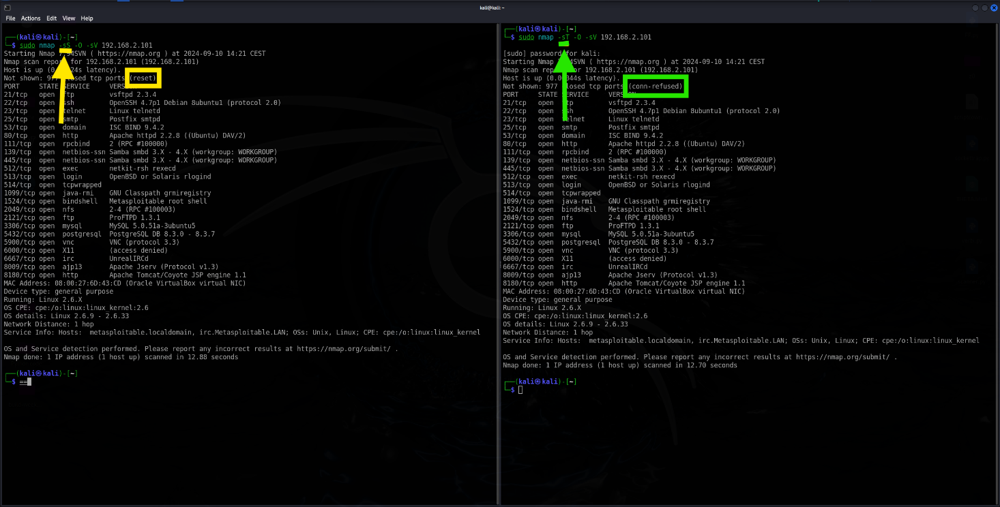 kali@kali: ~
File Actions Edit View Help
┌──(kali㉿kali)-[~]
└─$ sudo nmap -sS -O -sV 192.168.2.101
Starting Nmap 7.94SVN ( https://nmap.org ) at 2024-09-10 14:21 CEST
Nmap scan report for 192.168.2.101 (192.168.2.101)
Host is up (0. 24s latency).
Not shown: 977 closed tcp ports (reset)
PORT STATE SERVICE VERSION
21/tcp open ftp vsftpd 2.3.4
22/tcp open ssh OpenSSH 4.7p1 Debian 8ubuntu1 (protocol 2.0)
23/tcp open telnet Linux telnetd
25/tcp open smtp Postfix smtpd
53/tcp open domain ISC BIND 9.4.2
80/tcp open http Apache httpd 2.2.8 ((Ubuntu) DAV/2)
111/tcp open rpcbind 2 (RPC #100000)
139/tcp open netbios-ssn Samba smbd 3.X - 4.X (workgroup: WORKGROUP)
445/tcp open netbios-ssn Samba smbd 3.X - 4.X (workgroup: WORKGROUP)
512/tcp open exec netkit-rsh rexecd
513/tcp open login OpenBSD or Solaris rlogind
514/tcp open tcpwrapped
1099/tcp open java-rmi GNU Classpath grmiregistry
1524/tcp open bindshell Metasploitable root shell
2049/tcp open nfs 2-4 (RPC #100003)
2121/tcp open ftp ProFTPD 1.3.1
3306/tcp open mysql MySQL 5.0.51a-3ubuntu5
5432/tcp open postgresql PostgreSQL DB 8.3.0 - 8.3.7
5900/tcp open vnc VNC (protocol 3.3)
6000/tcp open X11 (access denied)
6667/tcp open irc UnrealIRCd
8009/tcp open ajp13 Apache Jserv (Protocol v1.3)
8180/tcp open http Apache Tomcat/Coyote JSP engine 1.1
MAC Address: 08:00:27:6D:43:CD (Oracle VirtualBox virtual NIC)
Device type: general purpose
Running: Linux 2.6.X
OS CPE: cpe:/o:linux:linux_kernel:2.6
OS details: Linux 2.6.9 - 2.6.33
Network Distance: 1 hop
Service Info: Hosts:  metasploitable.localdomain, irc.Metasploitable.LAN; OSs: Unix, Linux; CPE: cpe:/o:linux:linux_kernel
OS and Service detection performed. Please report any incorrect results at https://nmap.org/submit/ .
Nmap done: 1 IP address (1 host up) scanned in 12.88 seconds
┌──(kali㉿kali)-[~]
└─$ ==
┌──(kali㉿kali)-[~]
└─$ sudo nmap -sT -O -sV 192.168.2.101
[sudo] password for kali:
Starting Nmap 7.94SVN ( https://nmap.org ) at 2024-09-10 14:21 CEST
Nmap scan report for 192.168.2.101 (192.168.2.101)
Host is up (0.0 044s latency).
Not shown: 977 closed tcp ports (conn-refused)
PORT STATE SERVICE VERSION
21/tcp open ftp vsftpd 2.3.4
22/tcp open ssh OpenSSH 4.7p1 Debian 8ubuntu1 (protocol 2.0)
23/tcp open telnet Linux telnetd
25/tcp open smtp Postfix smtpd
53/tcp open domain ISC BIND 9.4.2
80/tcp open http Apache httpd 2.2.8 ((Ubuntu) DAV/2)
111/tcp open rpcbind 2 (RPC #100000)
139/tcp open netbios-ssn Samba smbd 3.X - 4.X (workgroup: WORKGROUP)
445/tcp open netbios-ssn Samba smbd 3.X - 4.X (workgroup: WORKGROUP)
512/tcp open exec netkit-rsh rexecd
513/tcp open login OpenBSD or Solaris rlogind
514/tcp open tcpwrapped
1099/tcp open java-rmi GNU Classpath grmiregistry
1524/tcp open bindshell Metasploitable root shell
2049/tcp open nfs 2-4 (RPC #100003)
2121/tcp open ftp ProFTPD 1.3.1
3306/tcp open mysql MySQL 5.0.51a-3ubuntu5
5432/tcp open postgresql PostgreSQL DB 8.3.0 - 8.3.7
5900/tcp open vnc VNC (protocol 3.3)
6000/tcp open X11 (access denied)
6667/tcp open irc UnrealIRCd
8009/tcp open ajp13 Apache Jserv (Protocol v1.3)
8180/tcp open http Apache Tomcat/Coyote JSP engine 1.1
MAC Address: 08:00:27:6D:43:CD (Oracle VirtualBox virtual NIC)
Device type: general purpose
Running: Linux 2.6.X
OS CPE: cpe:/o:linux:linux_kernel:2.6
OS details: Linux 2.6.9 - 2.6.33
Network Distance: 1 hop
Service Info: Hosts:  metasploitable.localdomain, irc.Metasploitable.LAN; OSs: Unix, Linux; CPE: cpe:/o:linux:linux_kernel
OS and Service detection performed. Please report any incorrect results at https://nmap.org/submit/ .
Nmap done: 1 IP address (1 host up) scanned in 12.70 seconds
┌──(kali㉿kali)-[~]
└─$